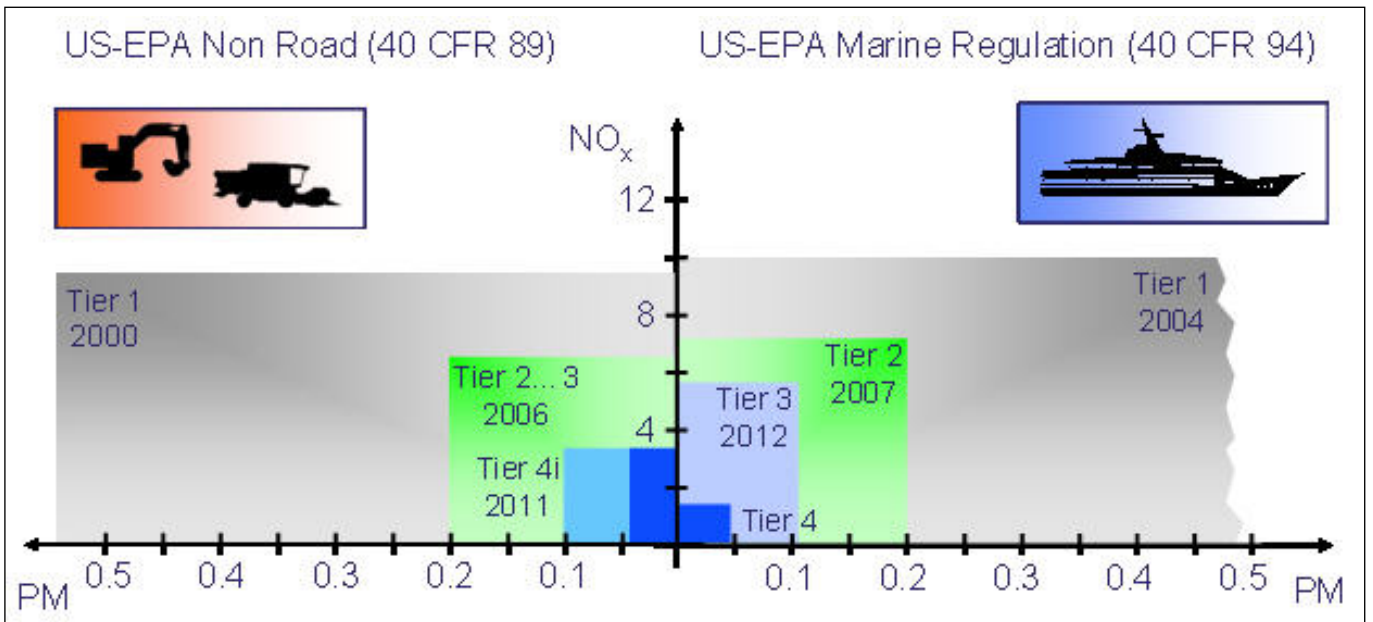 US-EPA Non Road (40 CFR 89)
US-EPA Marine Regulation (40 CFR 94)
NOx
12
8
4
Tier 1
2000
Tier 2... 3
2006
Tier 4i
2011
Tier 1
2004
Tier 2
2007
Tier 3
2012
Tier 4
PM
0.5 0.4 0.3 0.2 0.1 0.1 0.2 0.3 0.4 0.5
PM